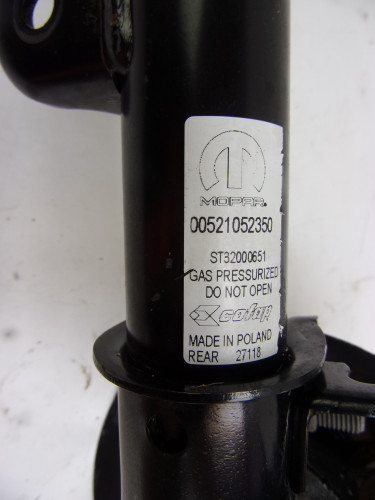 MOPAR
00521052350
ST32000651
GAS PRESSURIZED
DO NOT OPEN
cofap
MADE IN POLAND
REAR 27118